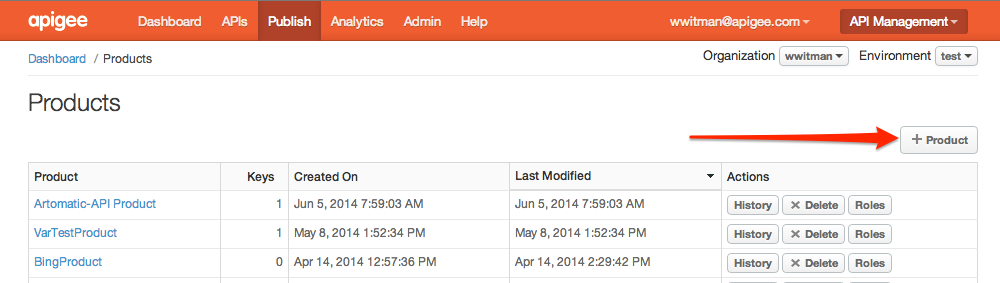 apigee Dashboard APIs Publish Analytics Admin Help wwitman@apigee.com API Management
Dashboard / Products Organization wwitman Environment test
Products
+ Product
Product Keys Created On Last Modified Actions
Artomatic-API Product 1 Jun 5, 2014 7:59:03 AM Jun 5, 2014 7:59:03 AM History × Delete Roles
VarTestProduct 1 May 8, 2014 1:52:34 PM May 8, 2014 1:52:34 PM History × Delete Roles
BingProduct 0 Apr 14, 2014 12:57:36 PM Apr 14, 2014 2:29:42 PM History × Delete Roles